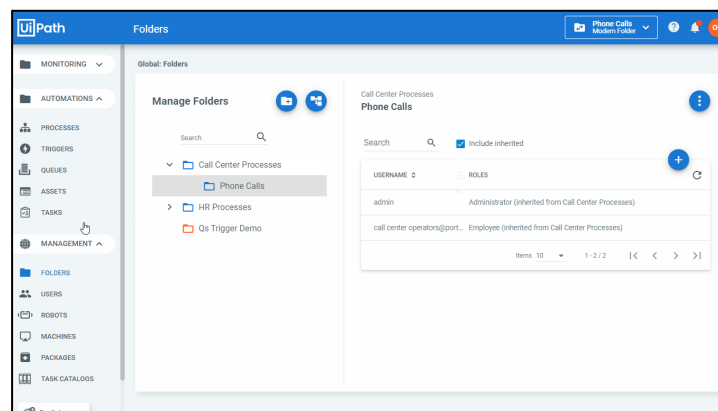 UiPath
Folders
Phone Calls
Modern Folder
MONITORING
AUTOMATIONS
PROCESSES
TRIGGERS
QUEUES
ASSETS
TASKS
MANAGEMENT
FOLDERS
USERS
ROBOTS
MACHINES
PACKAGES
TASK CATALOGS
Global: Folders
Manage Folders
Search
Call Center Processes
Phone Calls
HR Processes
Qs Trigger Demo
Call Center Processes
Phone Calls
Search
Include inherited
USERNAME
ROLES
admin
Administrator (inherited from Call Center Processes)
call center operators@port...
Employee (inherited from Call Center Processes)
Items 10
1 - 2 / 2